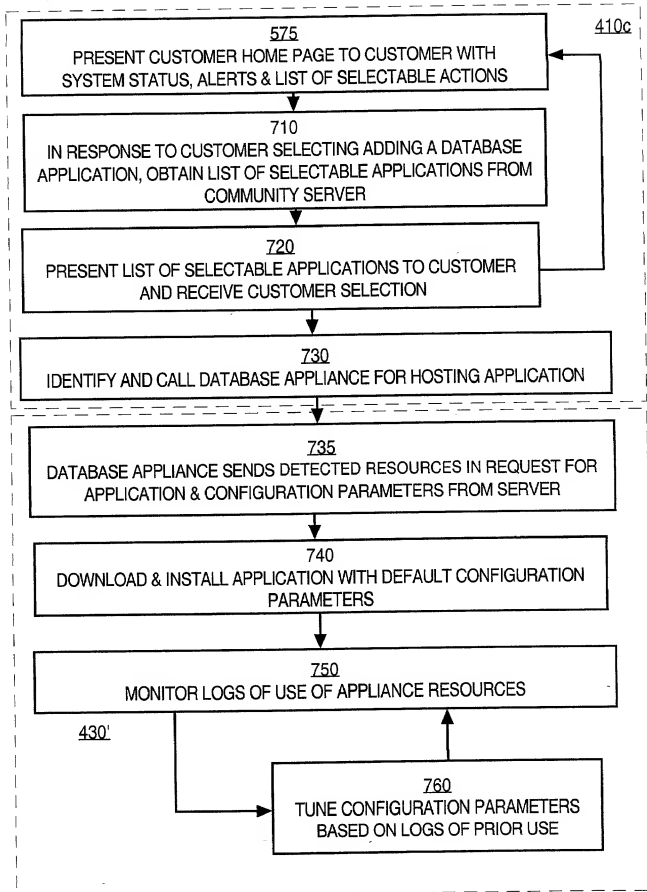 410c
575
PRESENT CUSTOMER HOME PAGE TO CUSTOMER WITH
SYSTEM STATUS, ALERTS & LIST OF SELECTABLE ACTIONS
710
IN RESPONSE TO CUSTOMER SELECTING ADDING A DATABASE
APPLICATION, OBTAIN LIST OF SELECTABLE APPLICATIONS FROM
COMMUNITY SERVER
720
PRESENT LIST OF SELECTABLE APPLICATIONS TO CUSTOMER
AND RECEIVE CUSTOMER SELECTION
730
IDENTIFY AND CALL DATABASE APPLIANCE FOR HOSTING APPLICATION
735
DATABASE APPLIANCE SENDS DETECTED RESOURCES IN REQUEST FOR
APPLICATION & CONFIGURATION PARAMETERS FROM SERVER
740
DOWNLOAD & INSTALL APPLICATION WITH DEFAULT CONFIGURATION
PARAMETERS
750
MONITOR LOGS OF USE OF APPLIANCE RESOURCES
430'
760
TUNE CONFIGURATION PARAMETERS
BASED ON LOGS OF PRIOR USE